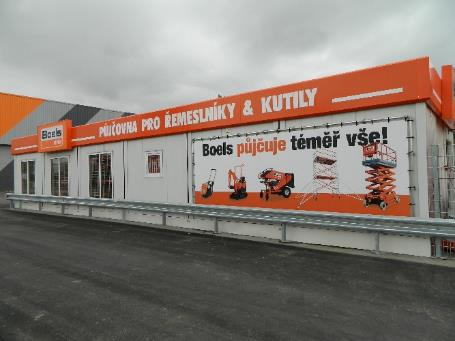 Boels
PŮJČOVNA PRO ŘEMESLNÍKY & KUTILY
Boels půjčuje téměř vše!